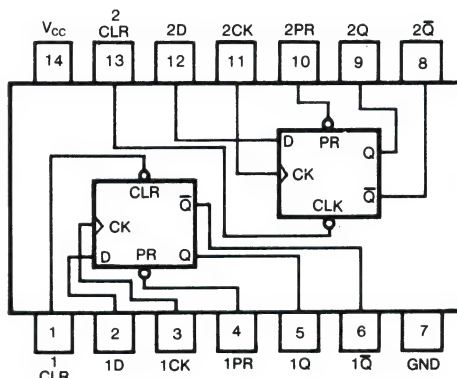 2
V_CC CLR 2D 2CK 2PR 2Q 2Q̅
14 13 12 11 10 9 8
D PR Q
CK
Q̅
CLK
CLR Q̅
CK
D PR Q
1 2 3 4 5 6 7
1 1D 1CK 1PR 1Q 1Q̅ GND
CLR